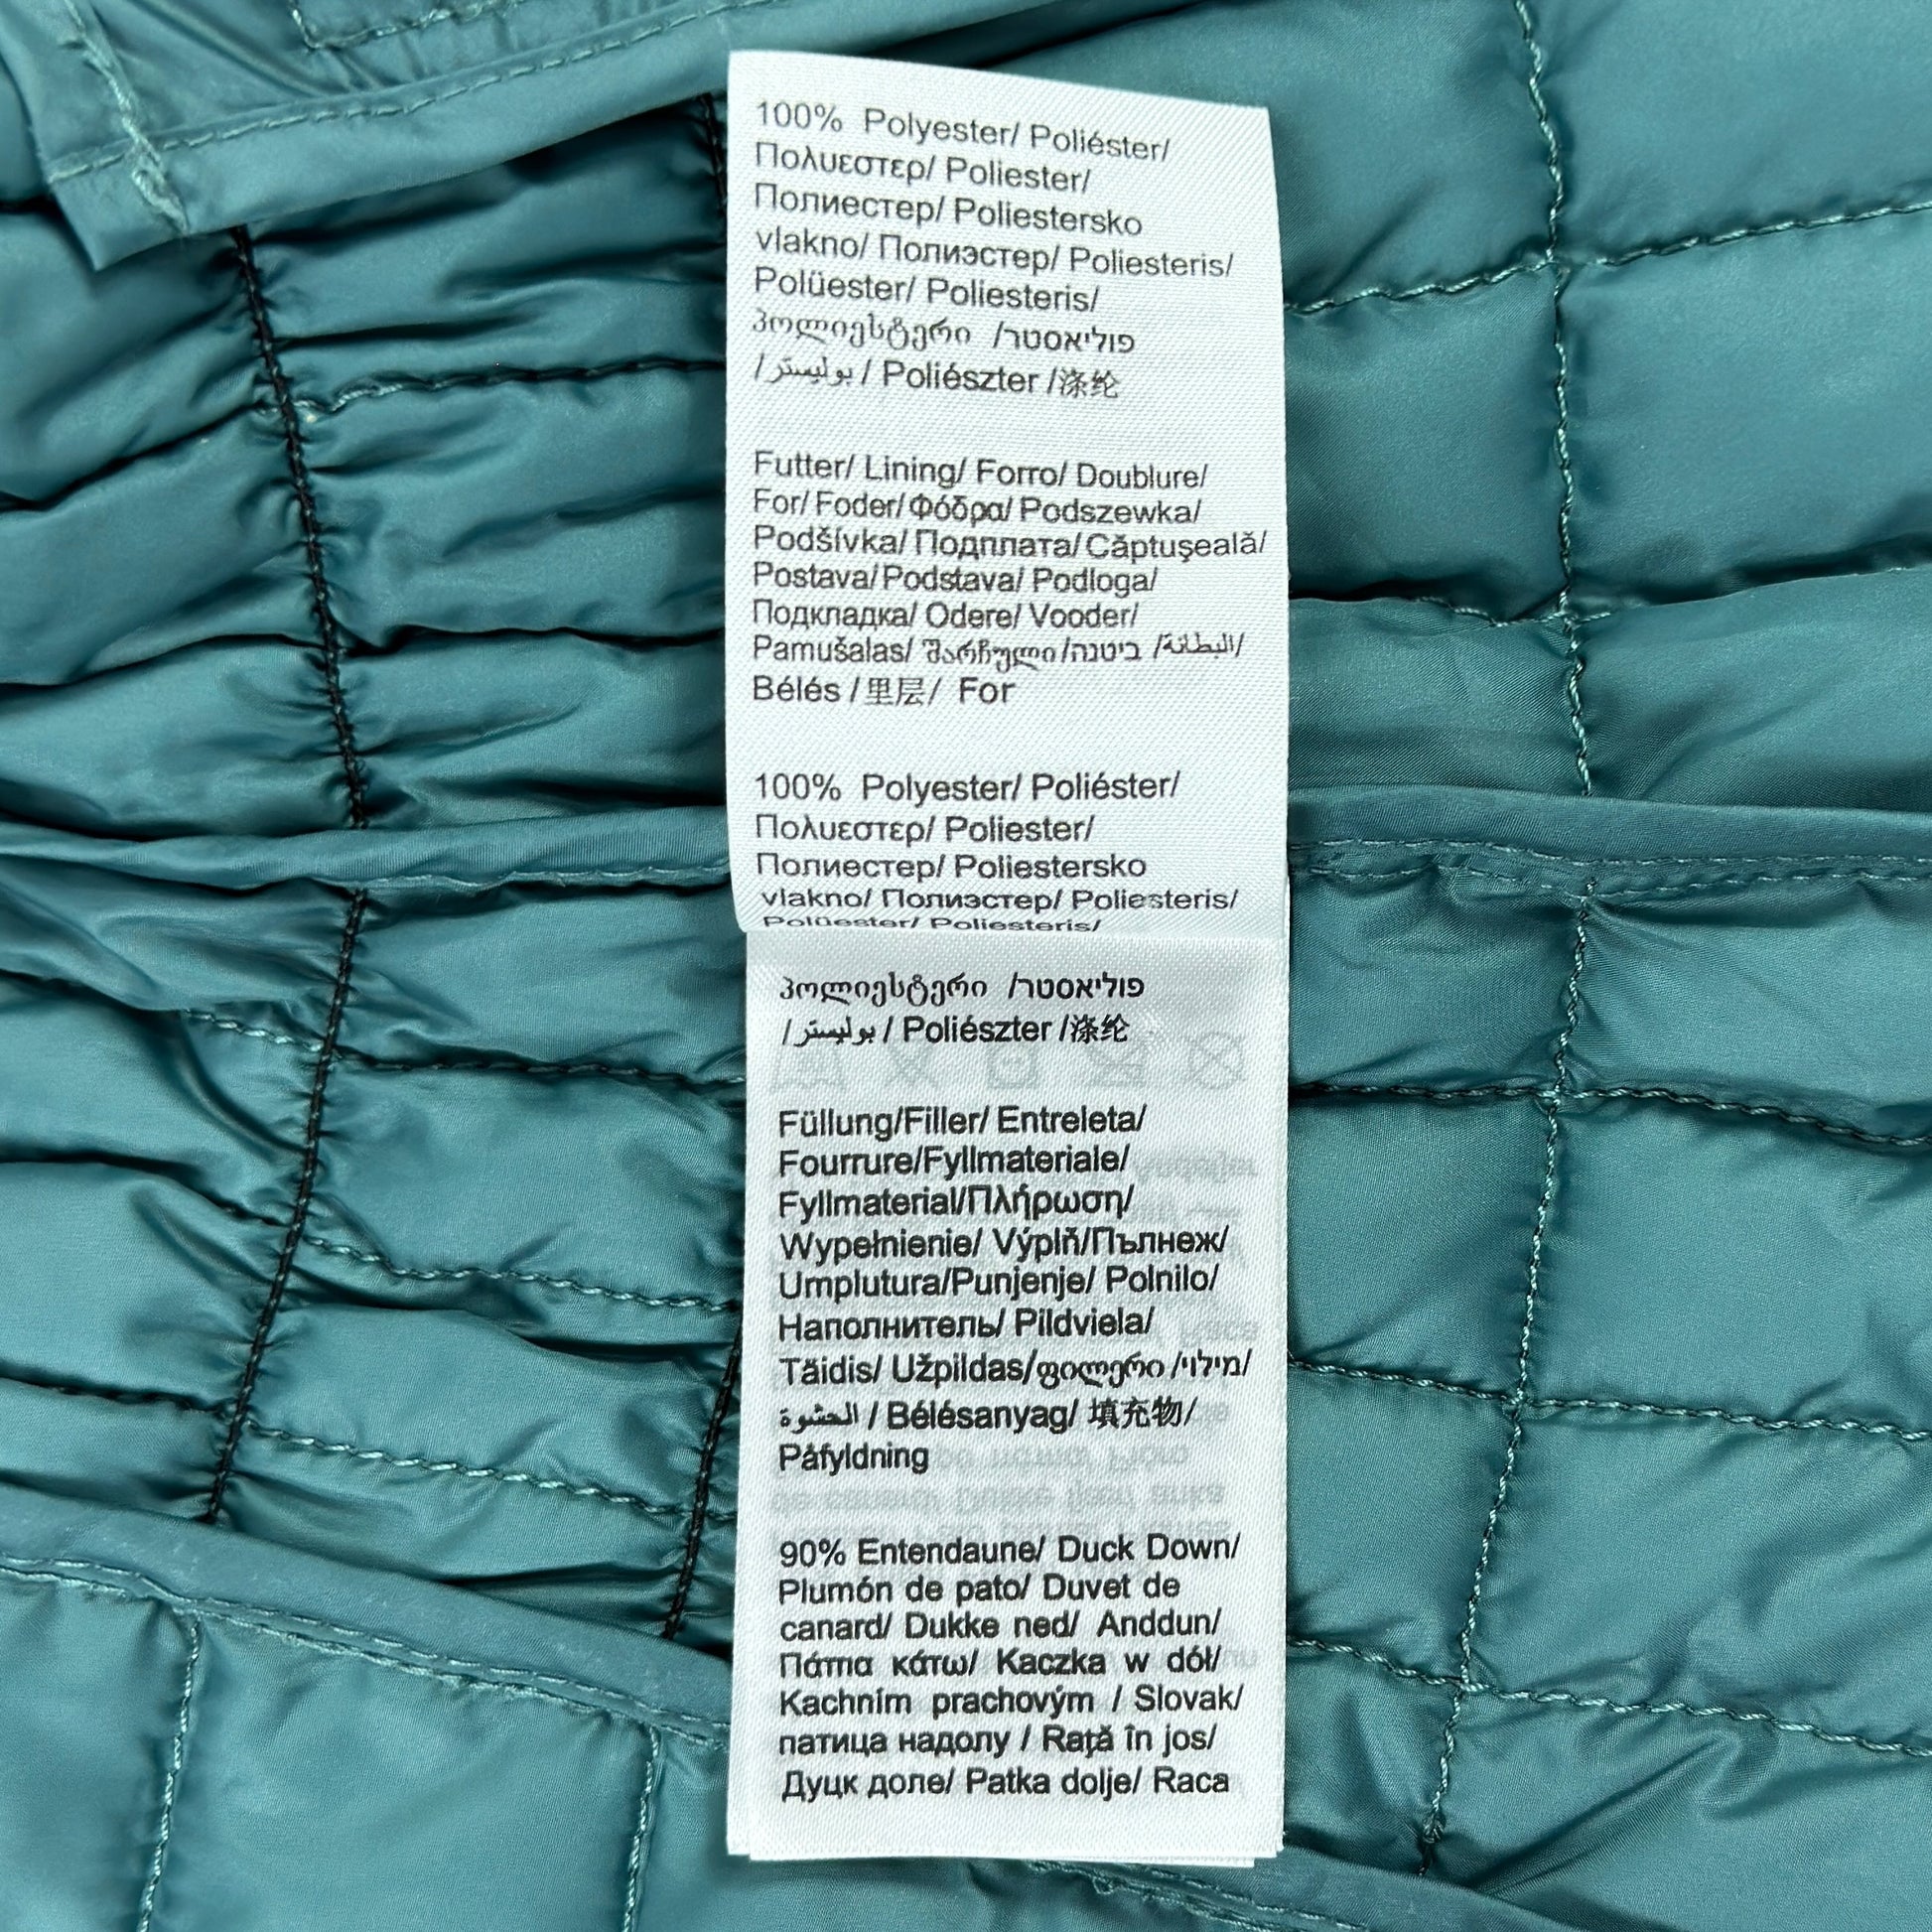 100% Polyester/ Poliéster/
Πολυεστερ/ Poliester/
Полиестер/ Poliestersko
vlakno/ Полиэстер/ Poliesteris/
Polüester/ Poliesteris/
პოლიესტერი /פוליאסטר
/بوليستر / Poliészter /涤纶
Futter/ Lining/ Forro/ Doublure/
For/ Foder/ Φόδρα/ Podszewka/
Podšívka/ Подплата/ Căptuşeală/
Postava/ Podstava/ Podloga/
Подкладка/ Odere/ Vooder/
Pamušalas/ შარჩული/ביטנה /البطانة/
Bélés /里层/ For
100% Polyester/ Poliéster/
Πολυεστερ/ Poliester/
Полиестер/ Poliestersko
vlakno/ Полиэстер/ Poliesteris/
Polüester/ Poliesteris/
პოლიესტერი /פוליאסטר
/بوليستر / Poliészter /涤纶
Füllung/Filler/ Entreleta/
Fourrure/Fyllmateriale/
Fyllmaterial/Πλήρωση/
Wypełnienie/ Výplň/Пълнеж/
Umplutura/Punjenje/ Polnilo/
Наполнитель/ Pildviela/
Täidis/ Užpildas/ფილერი /מילוי/
الحشوة / Bélésanyag/ 填充物/
Påfyldning
90% Entendaune/ Duck Down/
Plumón de pato/ Duvet de
canard/ Dukke ned/ Anddun/
Πάπια κάτω/ Kaczka w dół/
Kachním prachovým / Slovak/
патица надолу / Rață în jos/
Дуцк доле/ Patka dolje/ Raca